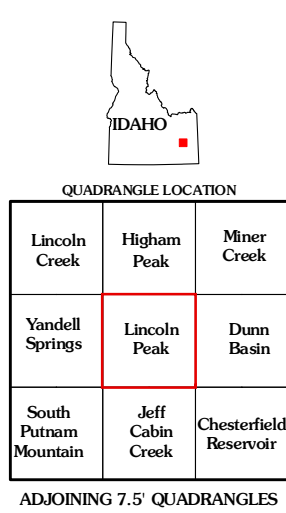 IDAHO
QUADRANGLE LOCATION
Lincoln
Creek
Higham
Peak
Miner
Creek
Yandell
Springs
Lincoln
Peak
Dunn
Basin
South
Putnam
Mountain
Jeff
Cabin
Creek
Chesterfield
Reservoir
ADJOINING 7.5' QUADRANGLES